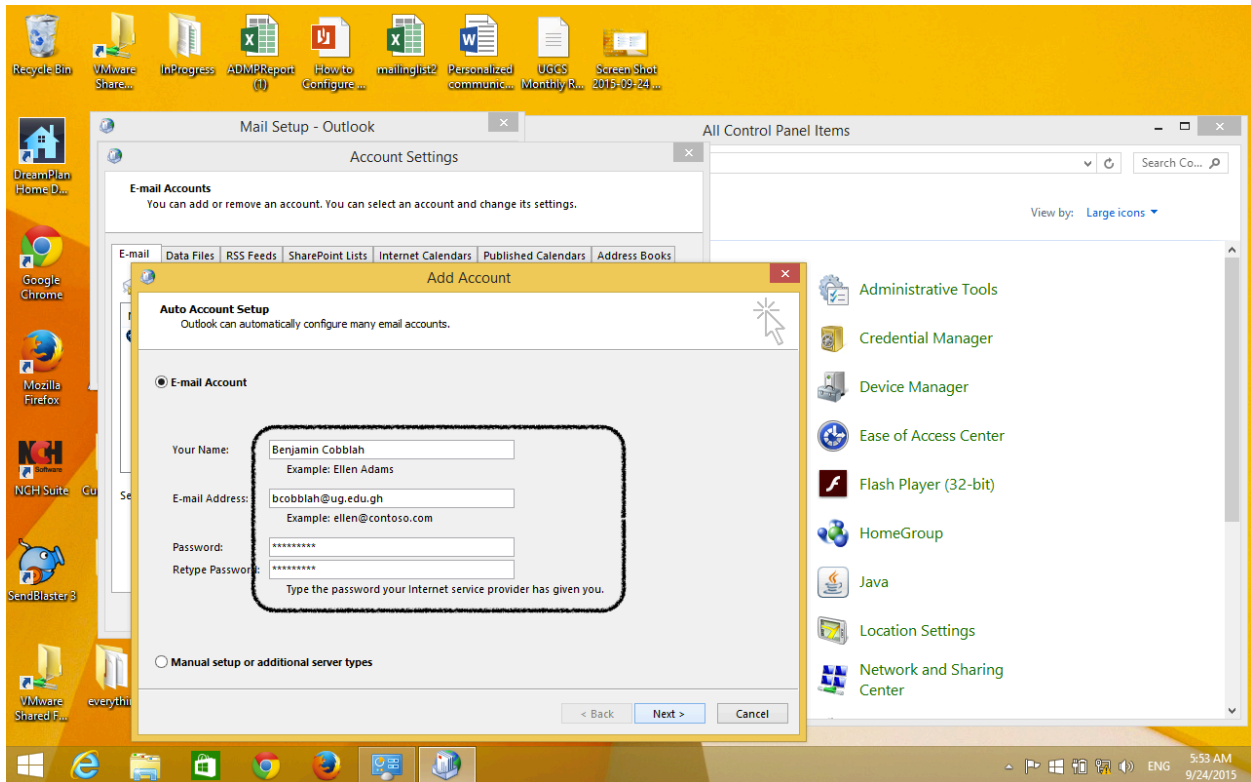 Recycle Bin
VMware
Share...
InProgress
ADMPReport
(1)
How to
Configure ...
mailinglist2
Personalized
communic...
UGCS
Monthly R...
Screen Shot
2015-09-24 ...
DreamPlan
Home D...
Google
Chrome
Mozilla
Firefox
NCH
Software
NCH Suite
Cu
SendBlaster 3
VMware
Shared F...
everythi
Mail Setup - Outlook
Account Settings
E-mail Accounts
You can add or remove an account. You can select an account and change its settings.
E-mail
Data Files
RSS Feeds
SharePoint Lists
Internet Calendars
Published Calendars
Address Books
Se
Add Account
Auto Account Setup
Outlook can automatically configure many email accounts.
E-mail Account
Your Name:
Benjamin Cobblah
Example: Ellen Adams
E-mail Address:
bcobblah@ug.edu.gh
Example: ellen@contoso.com
Password:
*********
Retype Password:
*********
Type the password your Internet service provider has given you.
Manual setup or additional server types
< Back
Next >
Cancel
All Control Panel Items
Search Co...
View by: Large icons
Administrative Tools
Credential Manager
Device Manager
Ease of Access Center
Flash Player (32-bit)
HomeGroup
Java
Location Settings
Network and Sharing
Center
ENG
5:53 AM
9/24/2015